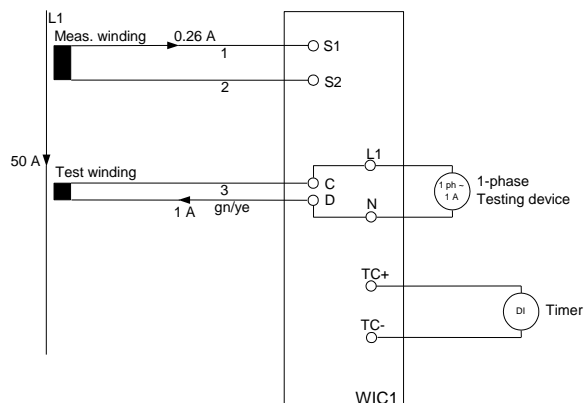 L1
Meas. winding
0.26 A
1
S1
2
S2
50 A
Test winding
3
C
1 A
gn/ye
D
L1
N
1 ph ~
1 A
1-phase
Testing device
TC+
TC-
DI
Timer
WIC1